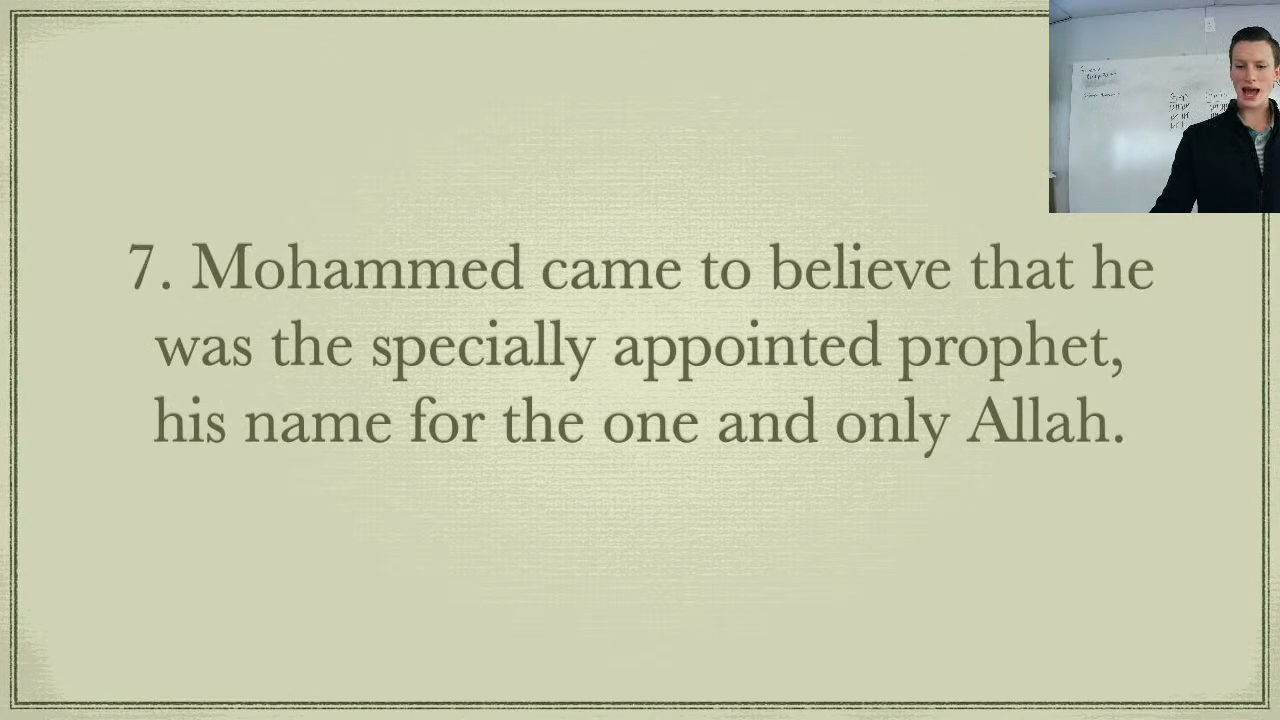 7. Mohammed came to believe that he
was the specially appointed prophet,
his name for the one and only Allah.